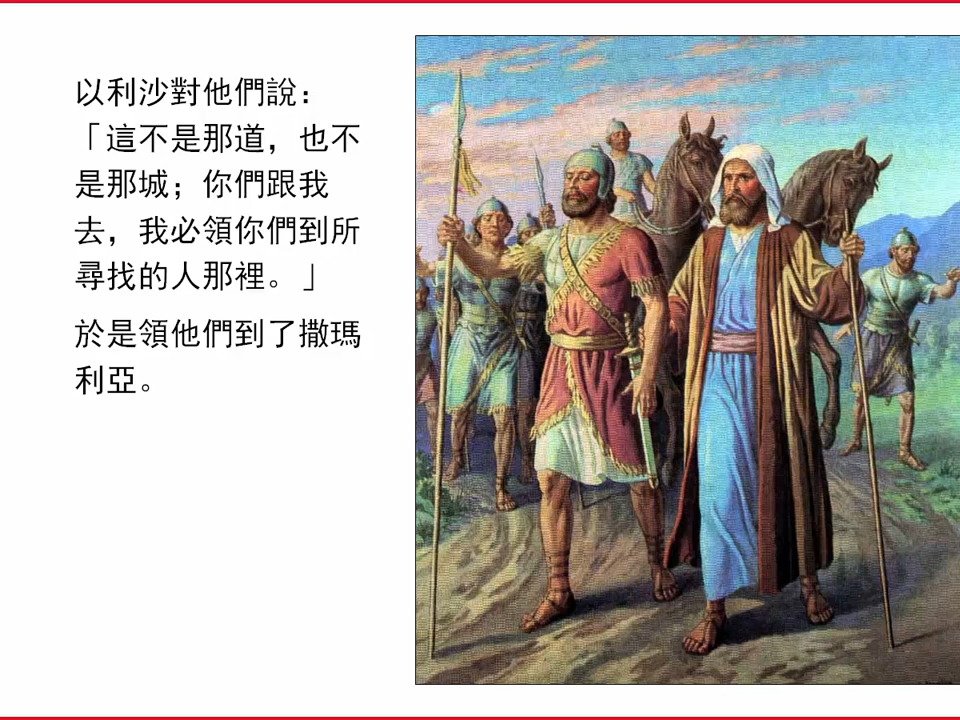 以利沙對他們說：
「這不是那道，也不
是那城；你們跟我
去，我必領你們到所
尋找的人那裡。」
於是領他們到了撒瑪
利亞。